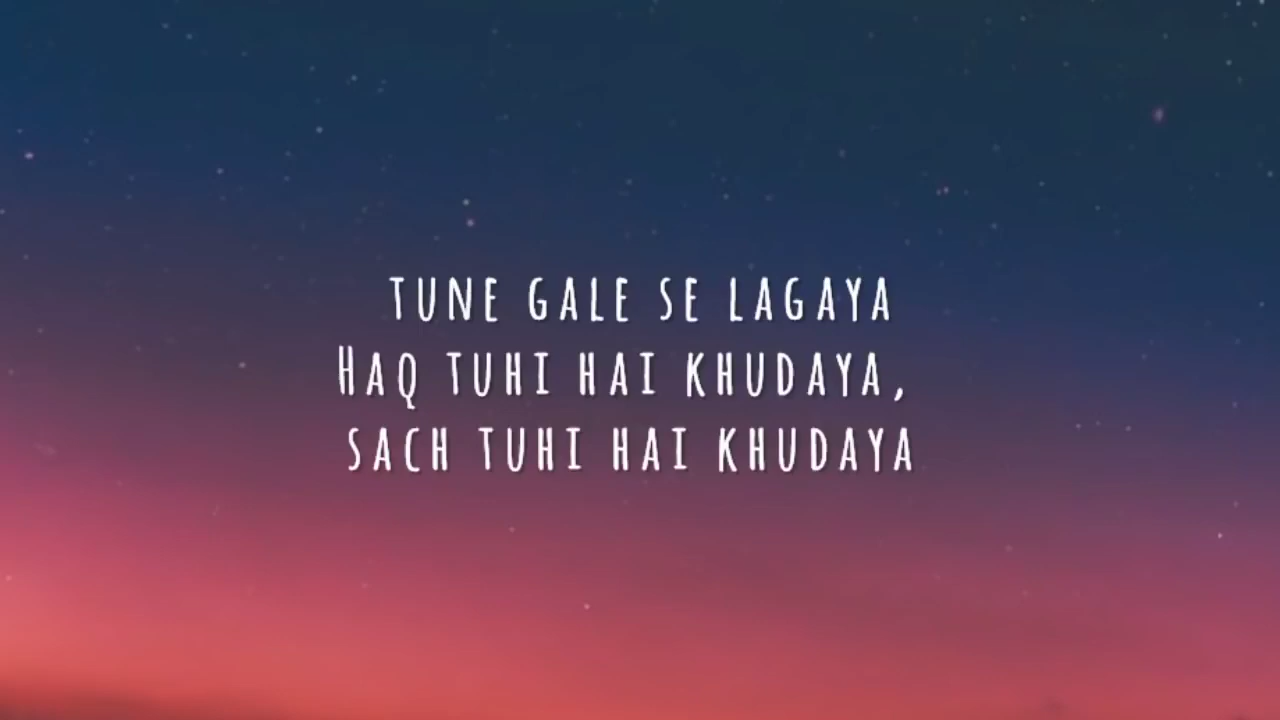 TUNE GALE SE LAGAYA
HAQ TUHI HAI KHUDAYA,
SACH TUHI HAI KHUDAYA